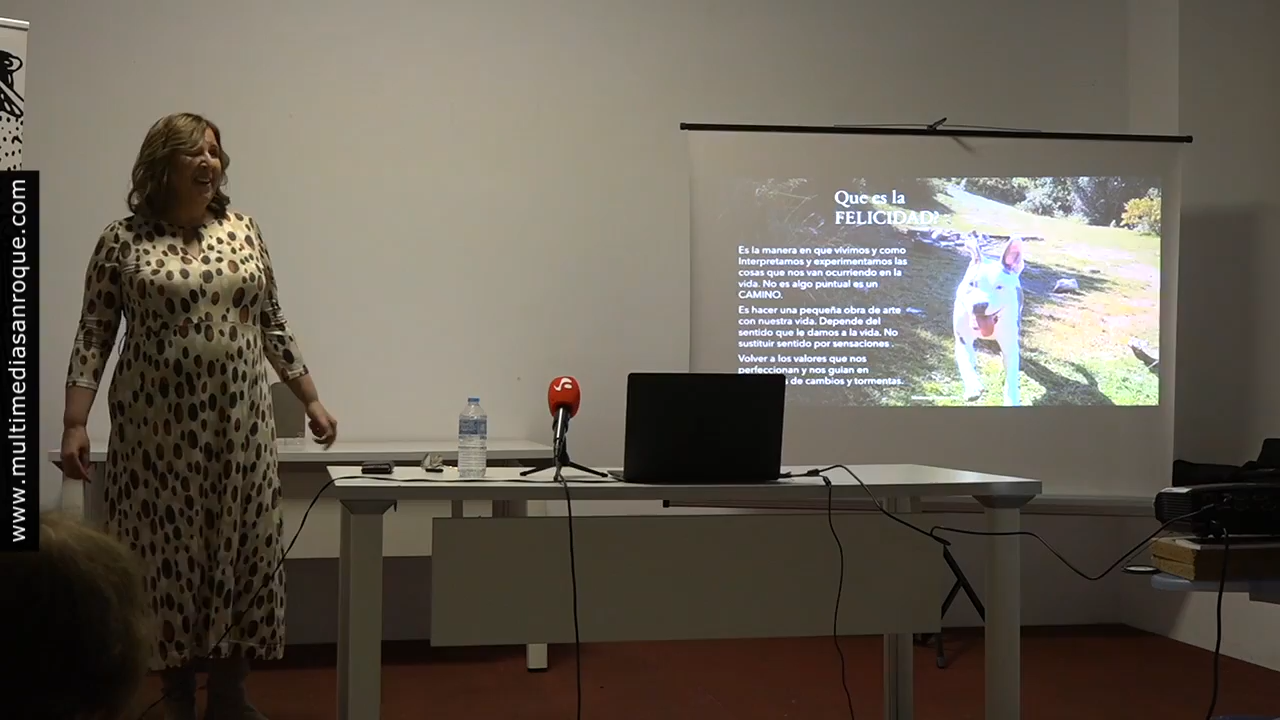 www.multimediasanroque.com
Que es la
FELICIDAD?
Es la manera en que vivimos y como
Interpretamos y experimentamos las
cosas que nos van ocurriendo en la
vida. No es algo puntual es un
CAMINO.
Es hacer una pequeña obra de arte
con nuestra vida. Depende del
sentido que le damos a la vida. No
sustituir sentido por sensaciones .
Volver a los valores que nos
perfeccionan y nos guian en
de cambios y tormentas.